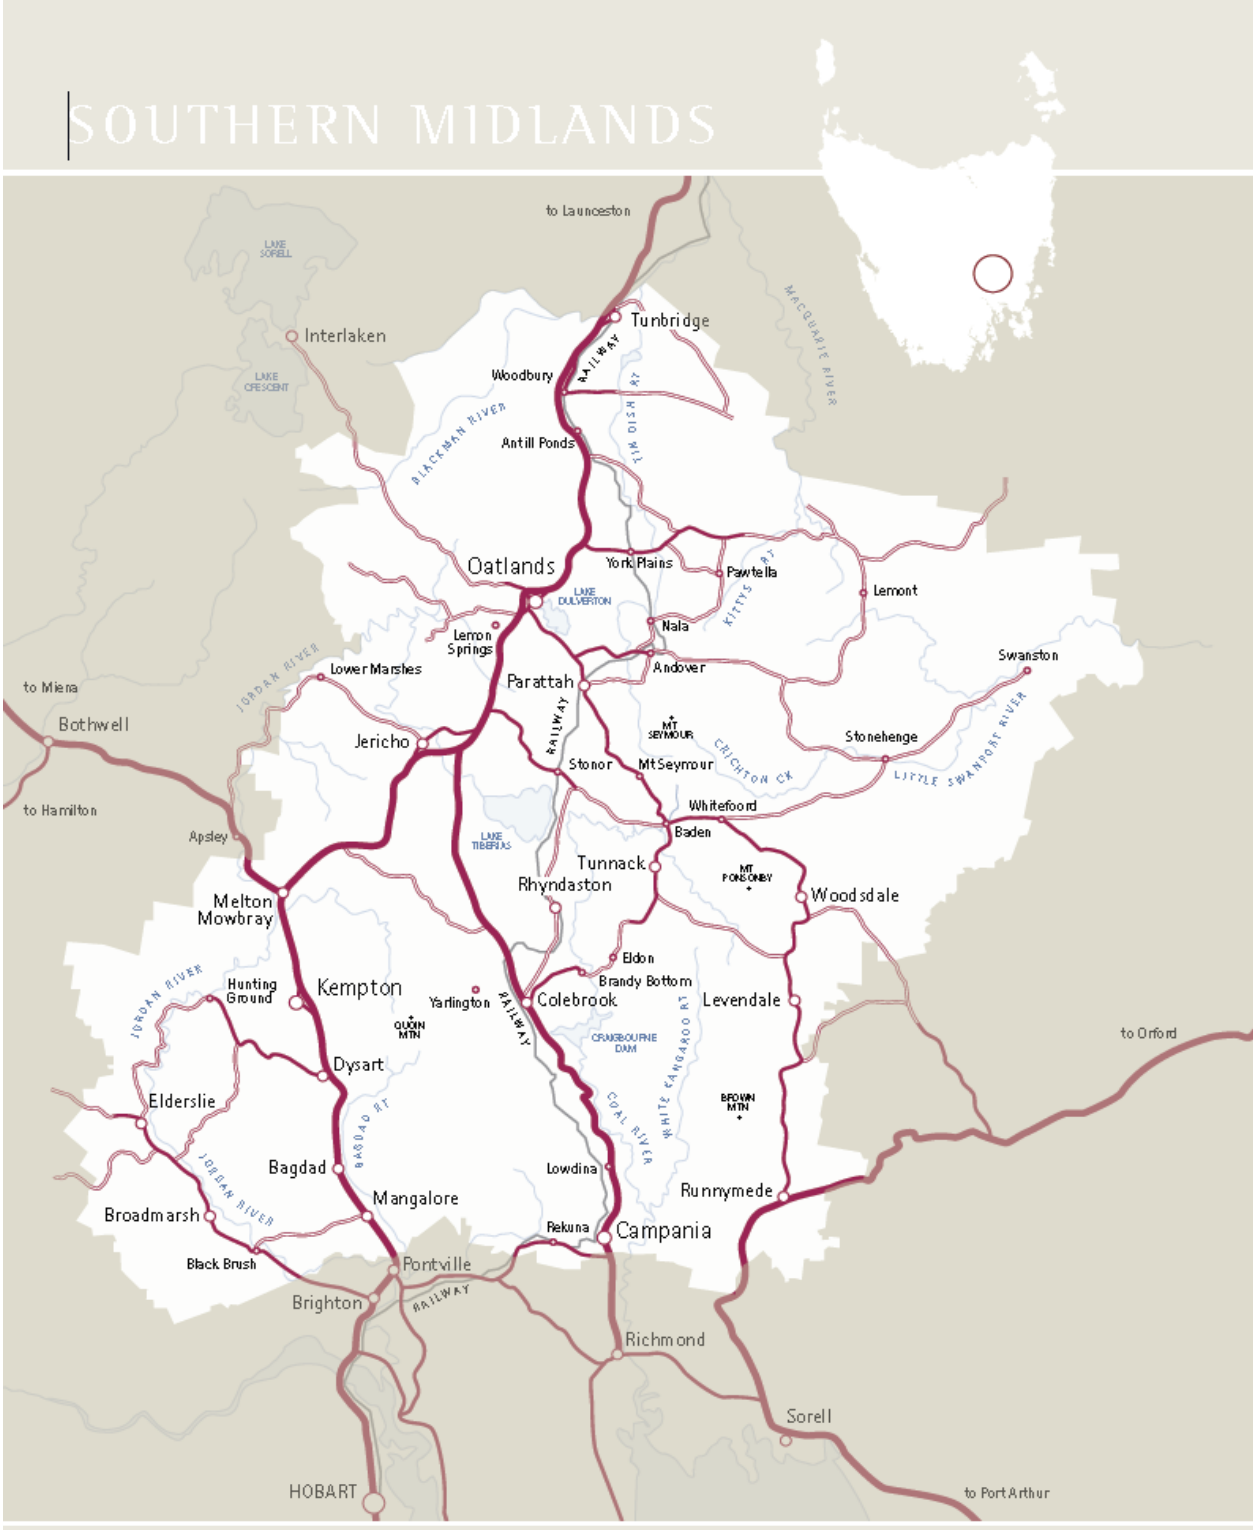 SOUTHERN MIDLANDS
to Launceston
LAKE
SORELL
MACQUARIE RIVER
Interlaken
Tunbridge
RAILWAY
LAKE
CRESCENT
Woodbury
TIN DISH RT
BLACKMAN RIVER
Antill Ponds
Oatlands
York Plains
Pawtella
KITTYS RT
LAKE
DULVERTON
Lemont
Nala
Lemon
Springs
JORDAN RIVER
Lower Marshes
Andover
Swanston
to Miena
Parattah
Bothwell
RAILWAY
MT
SEYMOUR
Jericho
Stonehenge
CRICHTON CK
LITTLE SWANPORT RIVER
Stonor
Mt Seymour
to Hamilton
Whitefoord
Apsley
LAKE
TIBERIAS
Baden
Tunnack
MT
PONSONBY
Rhyndaston
Woodsdale
Melton
Mowbray
Eldon
JORDAN RIVER
Hunting
Ground
Kempton
Yarlington
Brandy Bottom
Colebrook
Levendale
RAILWAY
QUOIN
MTN
CRAIGBOURNE
DAM
WHITE KANGAROO RT
to Orford
Dysart
Elderslie
BAGDAD RT
COAL RIVER
BROWN
MTN
JORDAN RIVER
Bagdad
Lowdina
Mangalore
Runnymede
Broadmarsh
Rekuna
Campania
Black Brush
Pontville
RAILWAY
Brighton
Richmond
Sorell
HOBART
to Port Arthur